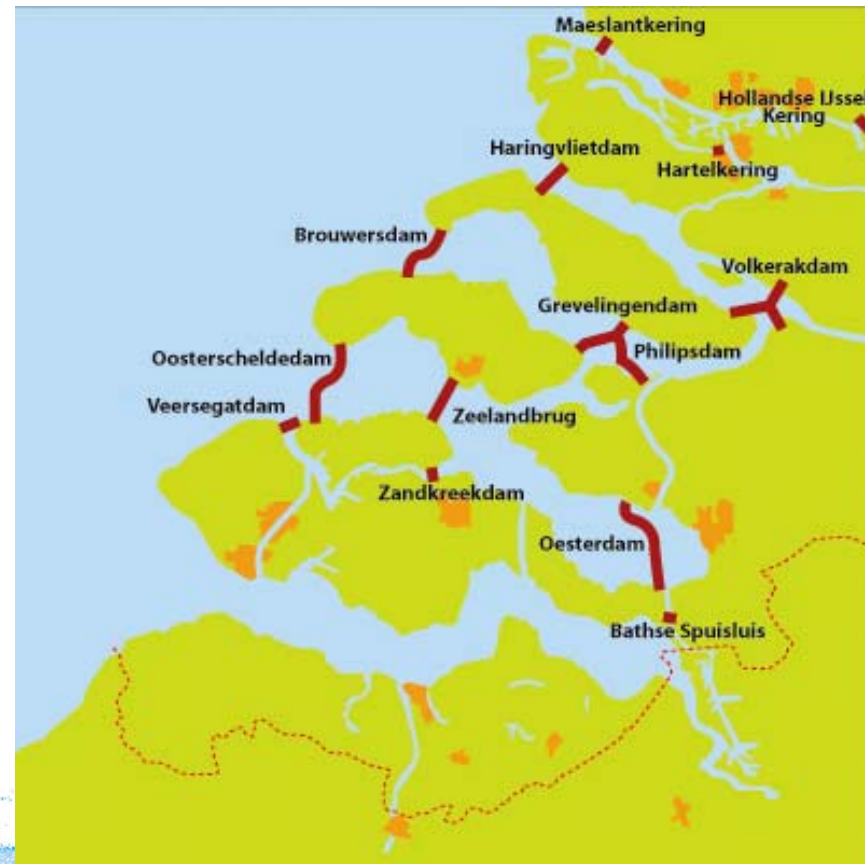 Maeslantkering
Hollandse IJssel
Kering
Haringvlietdam
Hartelkering
Brouwersdam
Volkerakdam
Grevelingendam
Oosterscheldedam
Philipsdam
Veersegatdam
Zeelandbrug
Zandkreekdam
Oesterdam
Bathse Spuisluis